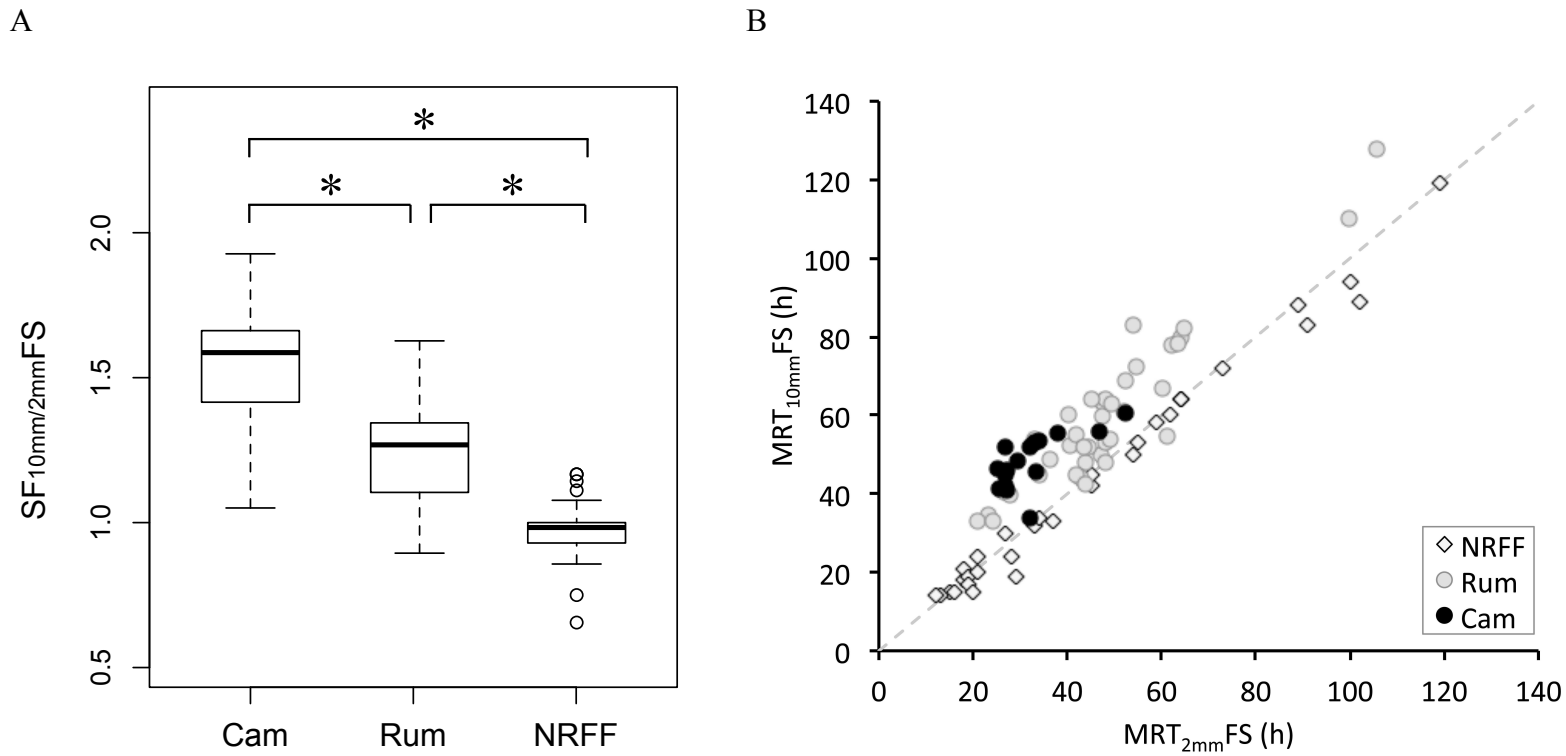 A
B
*
* *
SF10mm/2mmFS
2.0
1.5
1.0
0.5
Cam Rum NRFF
MRT10mmFS (h)
140
120
100
80
60
40
20
0
0 20 40 60 80 100 120 140
MRT2mmFS (h)
NRFF
Rum
Cam